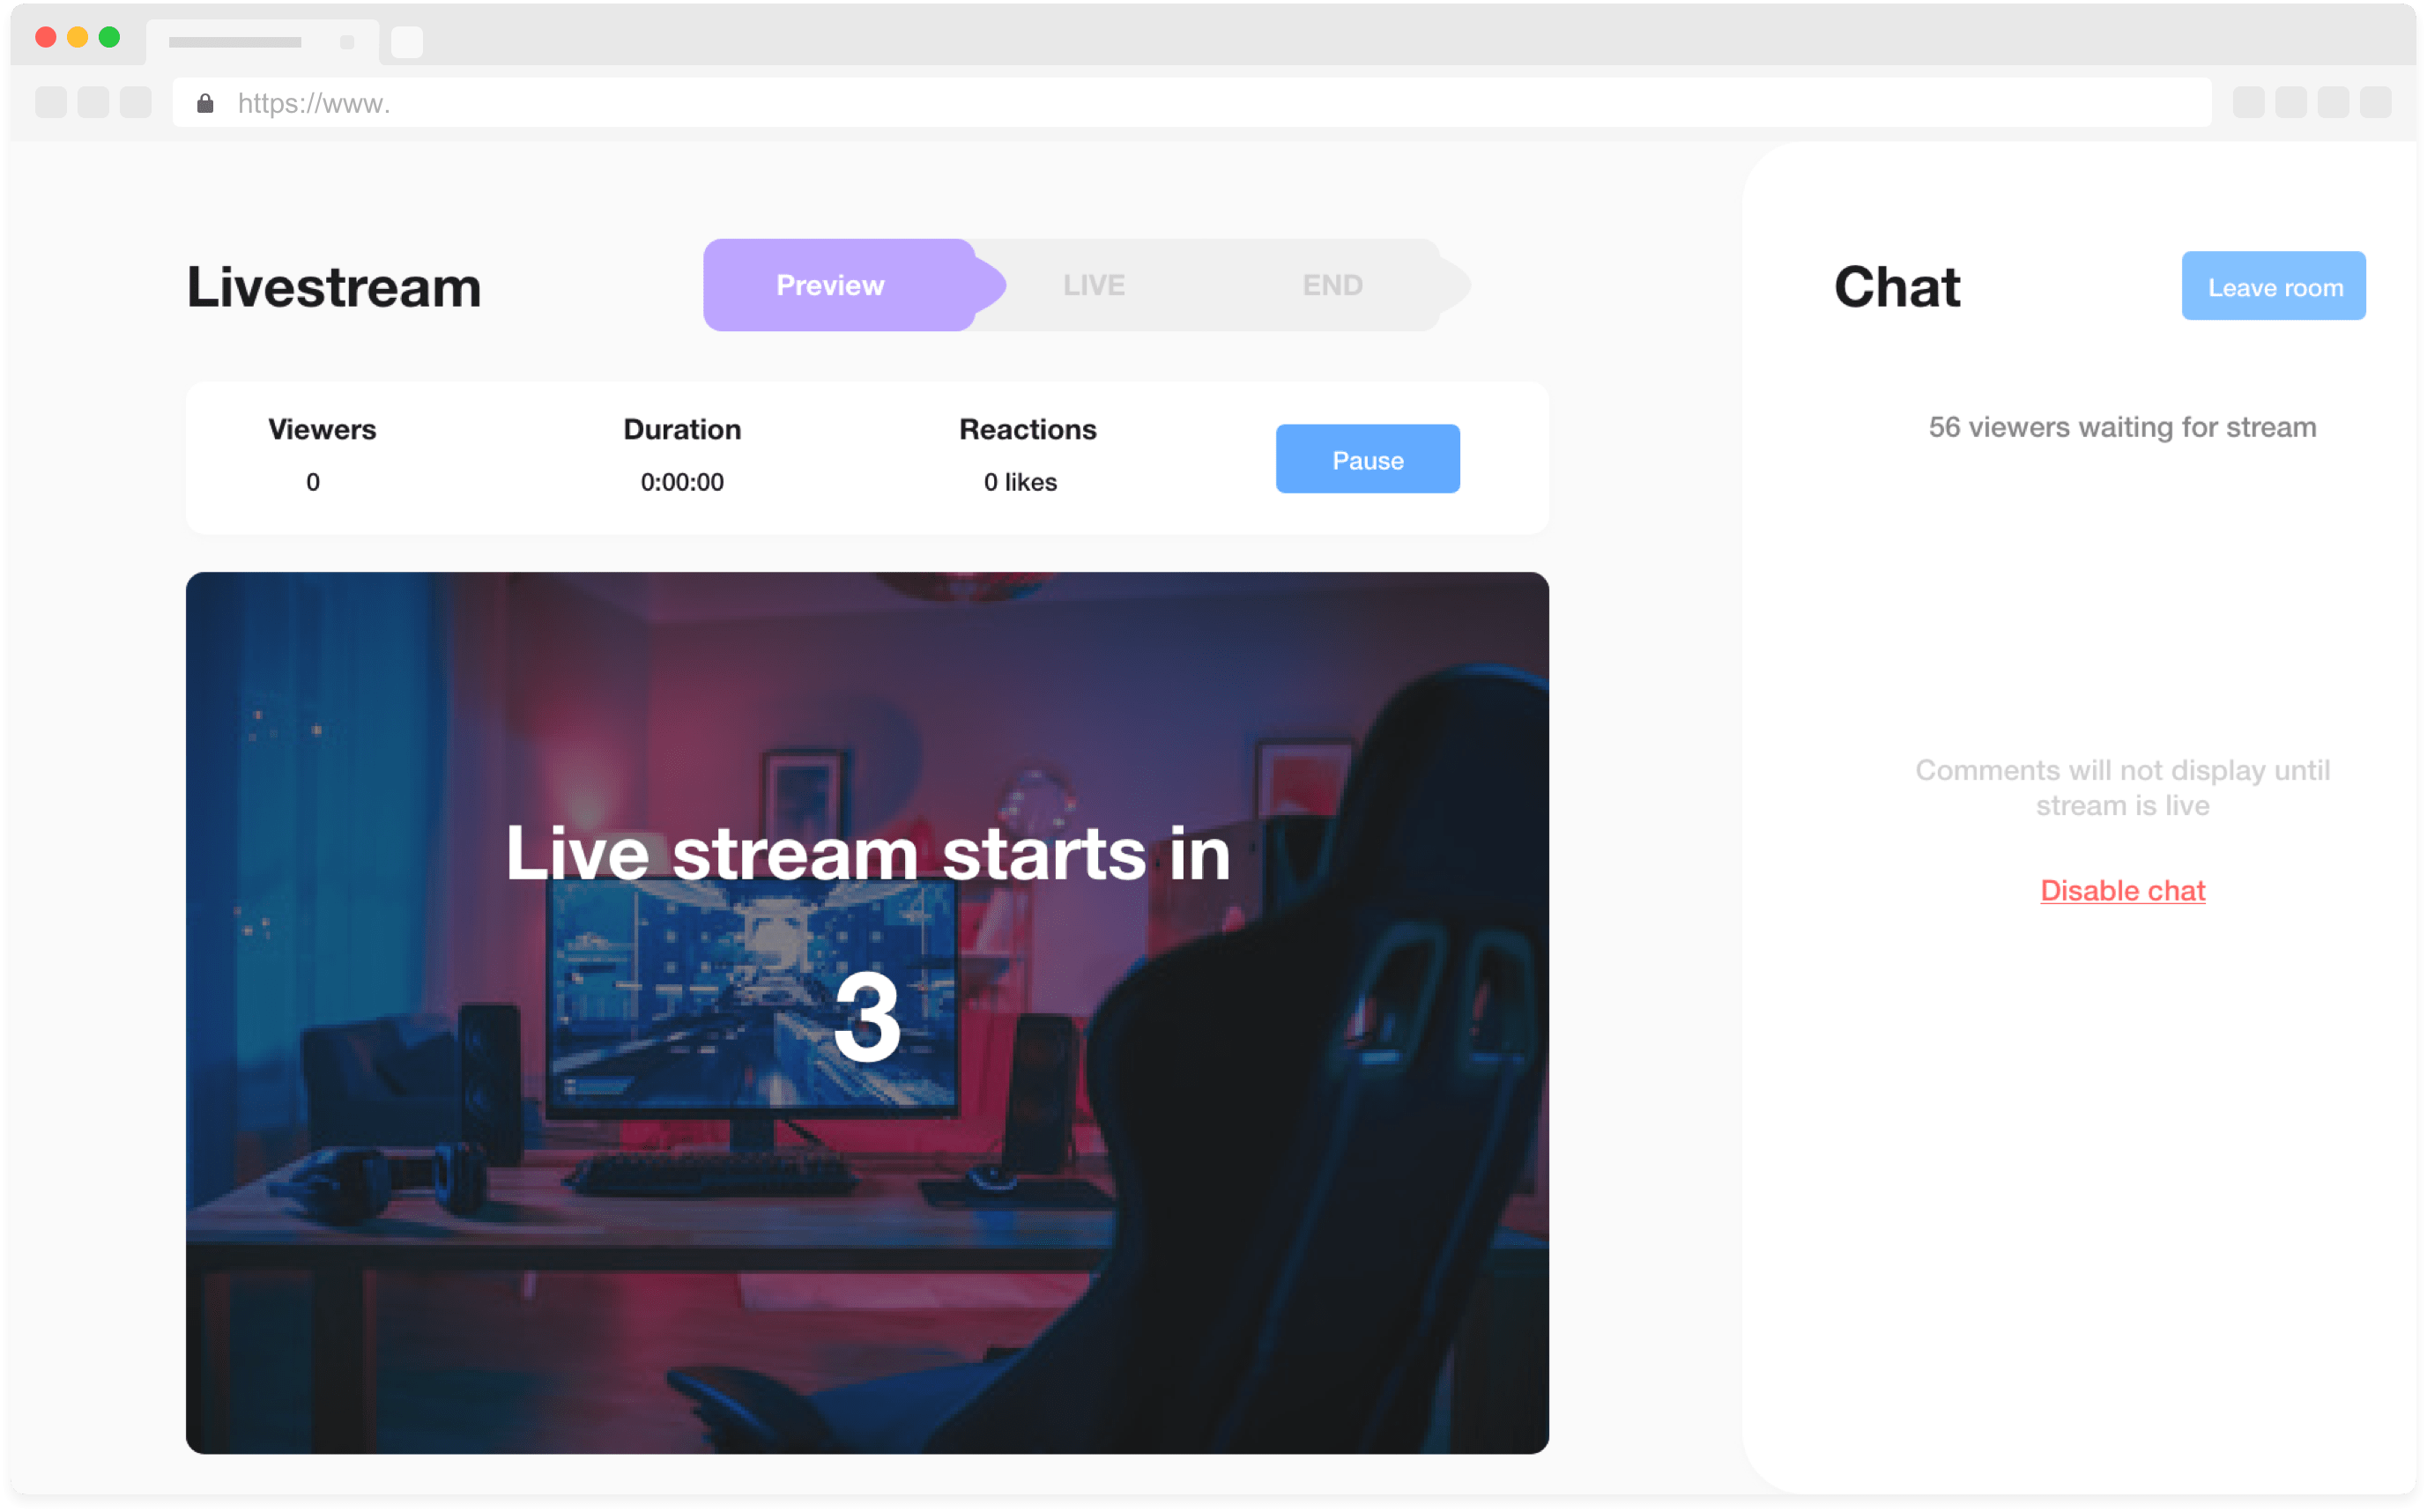 https://www.
Livestream
Preview
LIVE
END
Viewers
0
Duration
0:00:00
Reactions
0 likes
Pause
Live stream starts in
3
Chat
Leave room
56 viewers waiting for stream
Comments will not display until
stream is live
Disable chat